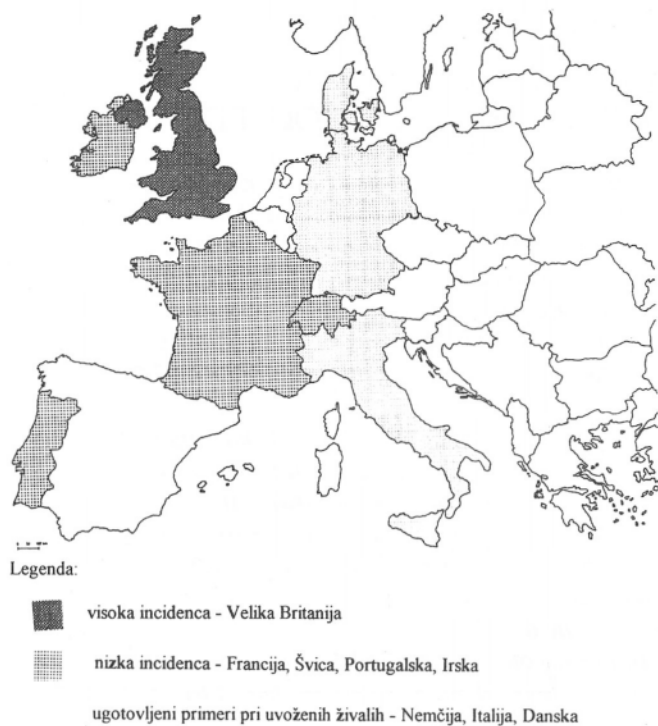 Legenda:
visoka incidenca - Velika Britanija
nizka incidenca - Francija, Švica, Portugalska, Irska
ugotovljeni primeri pri uvoženih živalih - Nemčija, Italija, Danska